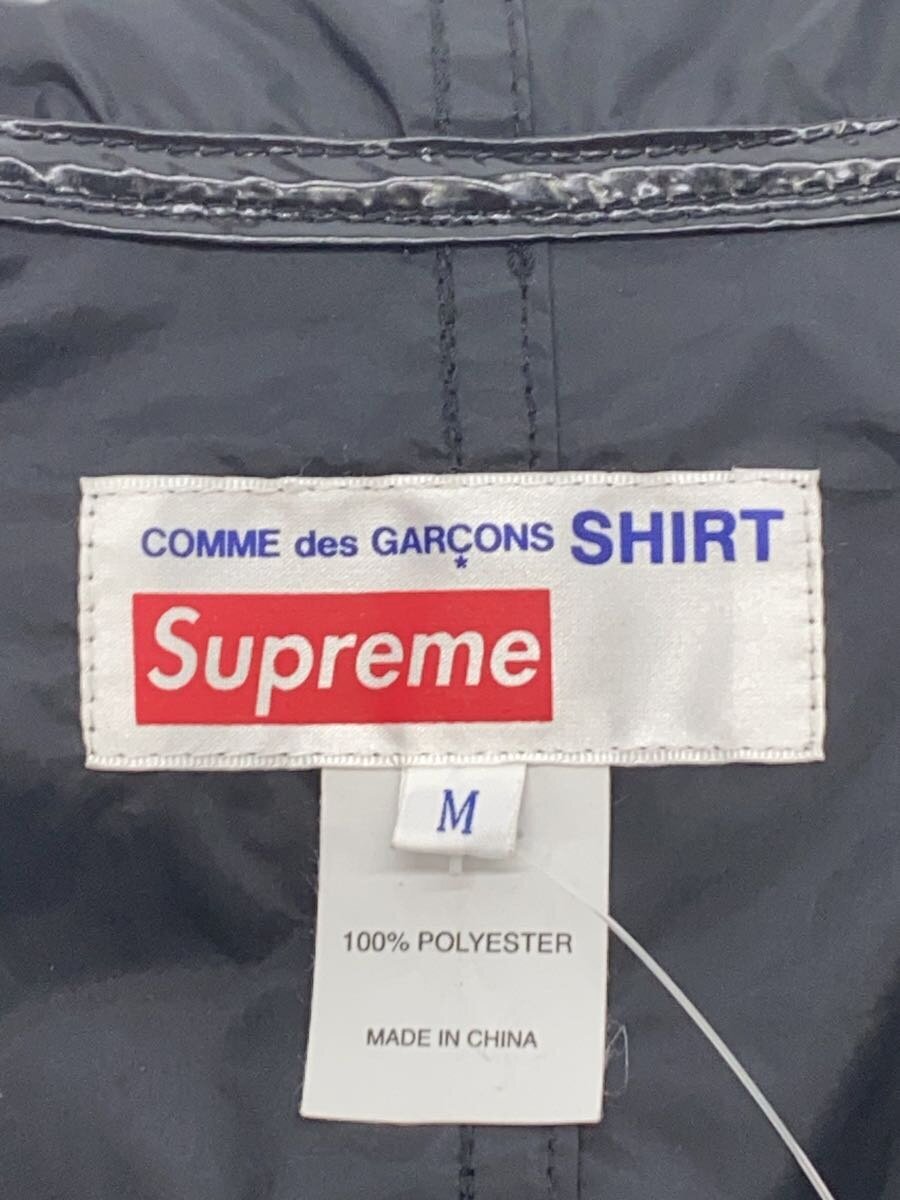 COMME des GARÇONS SHIRT
*
Supreme
M
100% POLYESTER
MADE IN CHINA